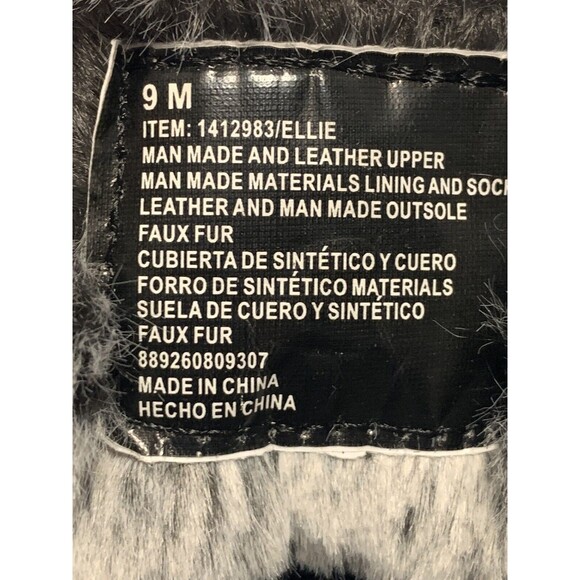 9 M
ITEM: 1412983/ELLIE
MAN MADE AND LEATHER UPPER
MAN MADE MATERIALS LINING AND SOCK
LEATHER AND MAN MADE OUTSOLE
FAUX FUR
CUBIERTA DE SINTÉTICO Y CUERO
FORRO DE SINTÉTICO MATERIALS
SUELA DE CUERO Y SINTÉTICO
FAUX FUR
889260809307
MADE IN CHINA
HECHO EN CHINA